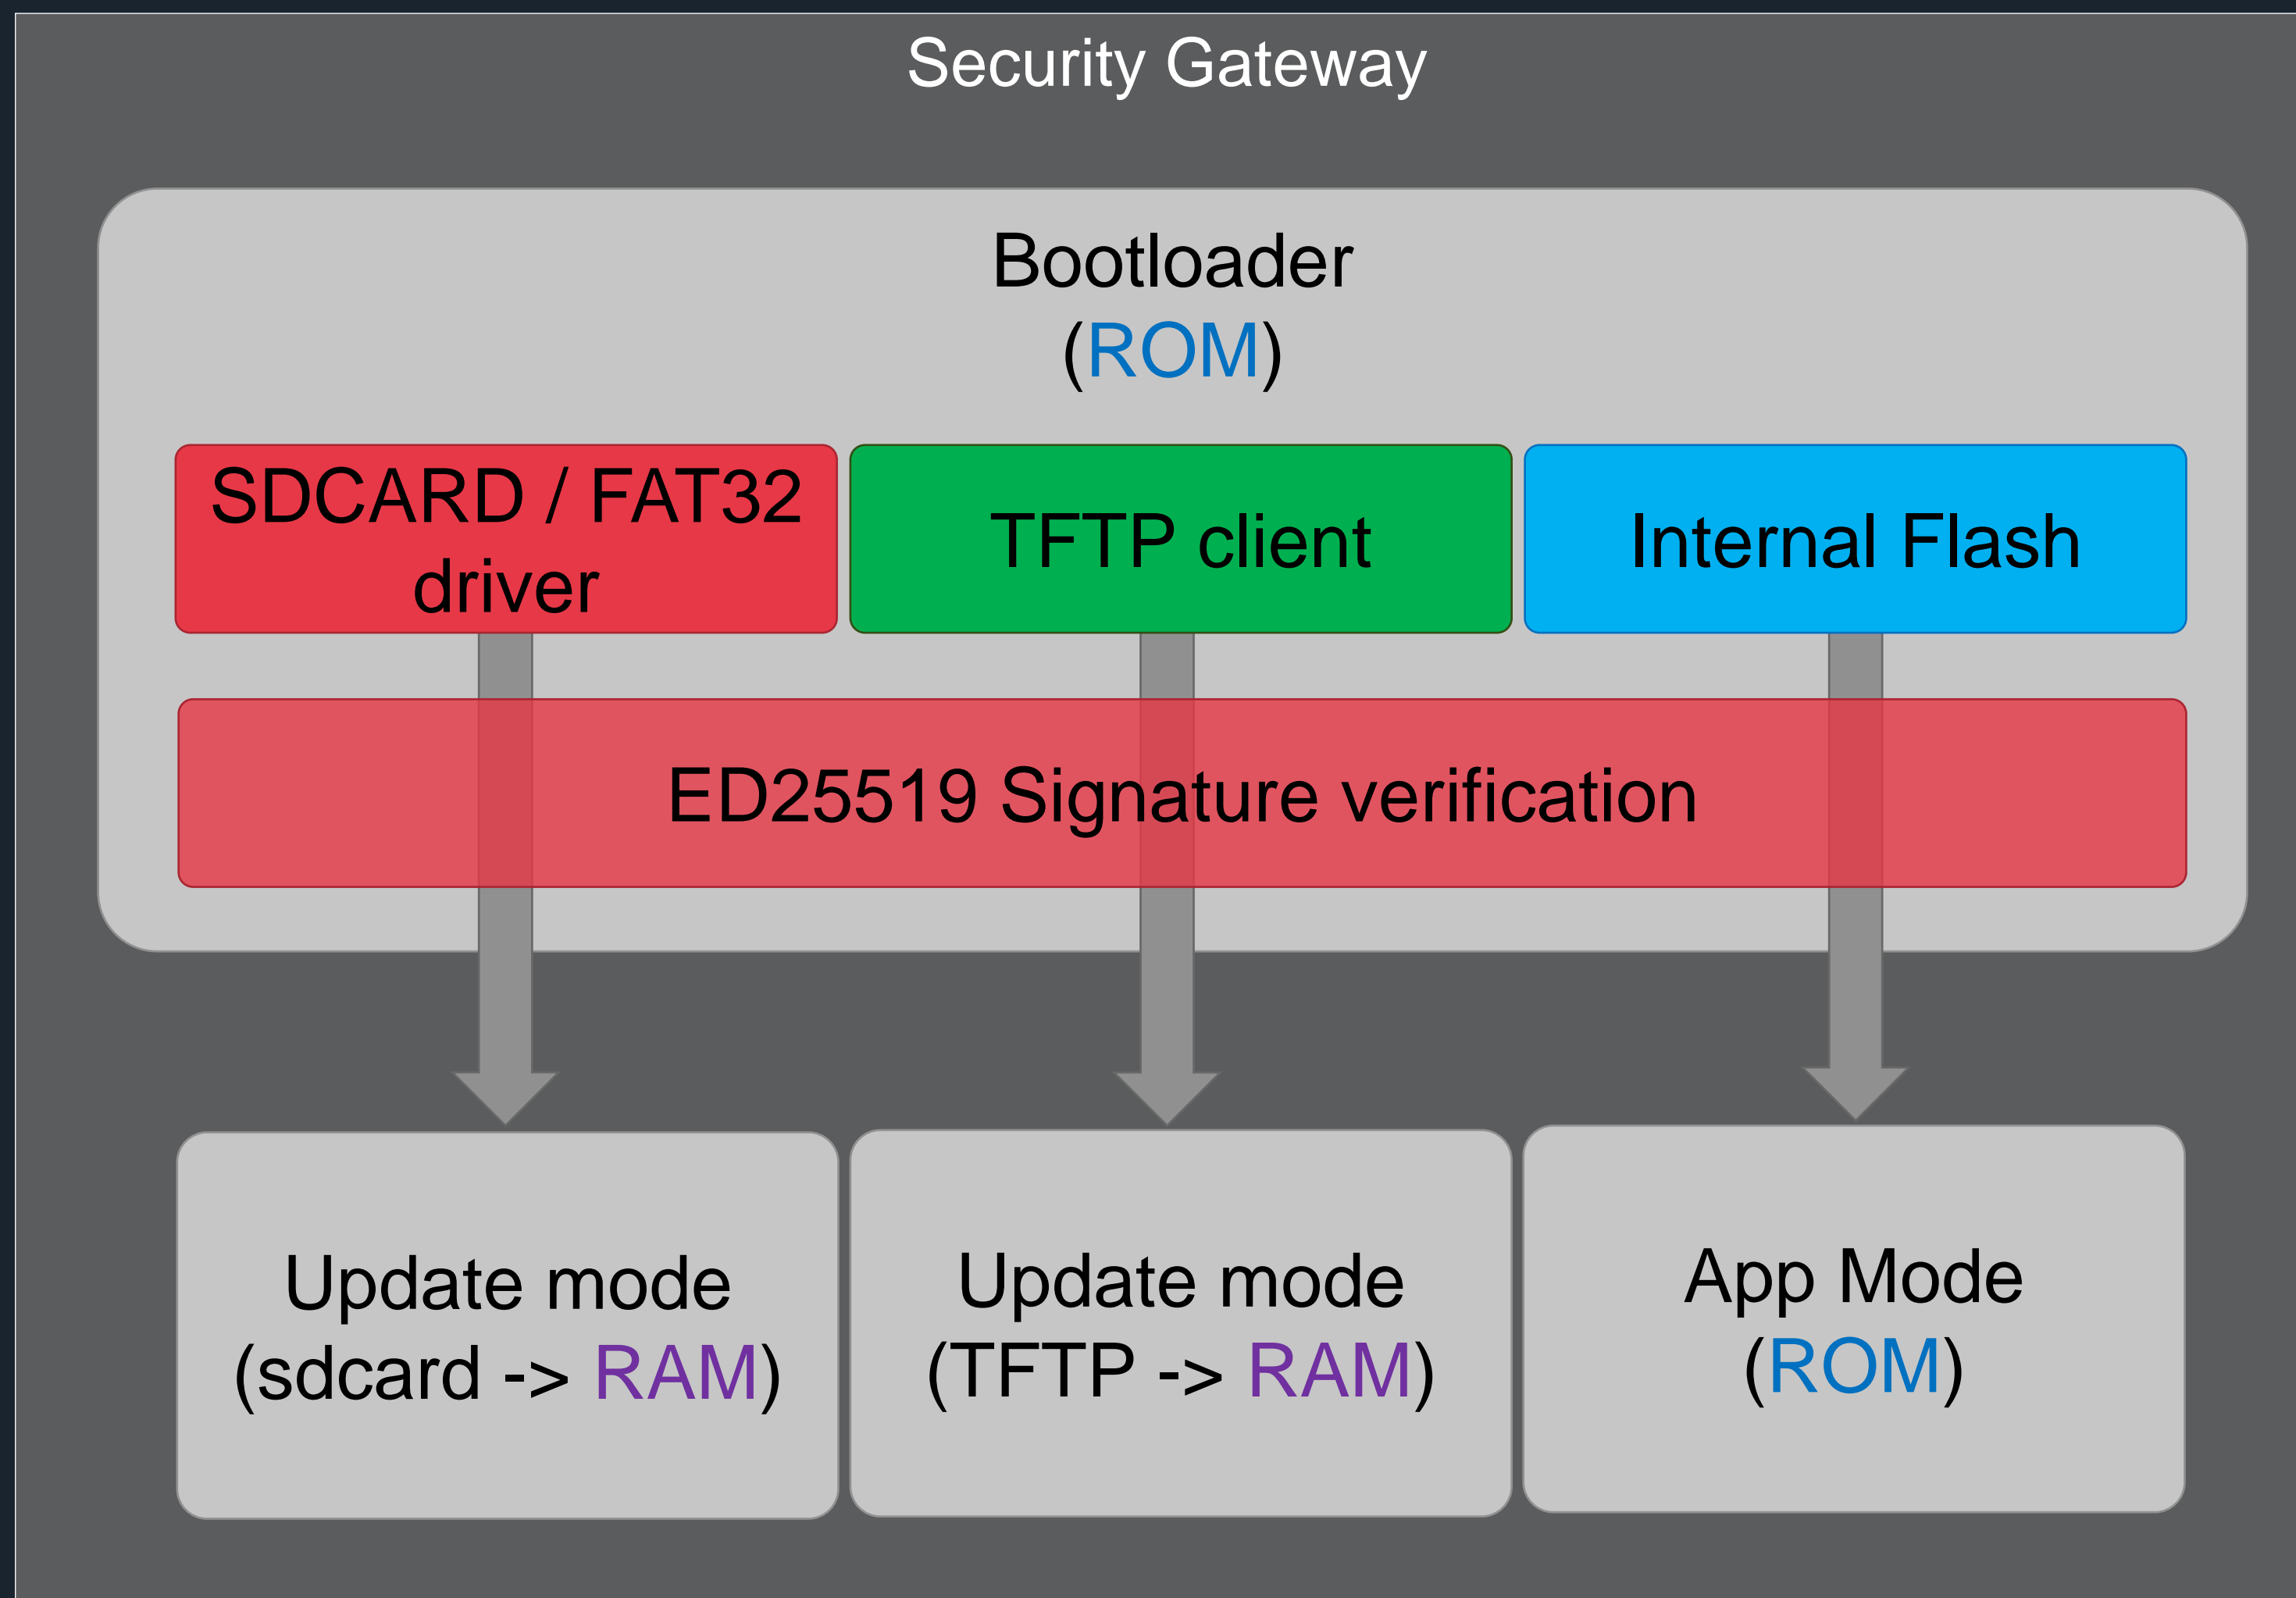 Security Gateway
Bootloader
(ROM)
SDCARD / FAT32
driver
TFTP client
Internal Flash
ED25519 Signature verification
Update mode
(sdcard -> RAM)
Update mode
(TFTP -> RAM)
App Mode
(ROM)